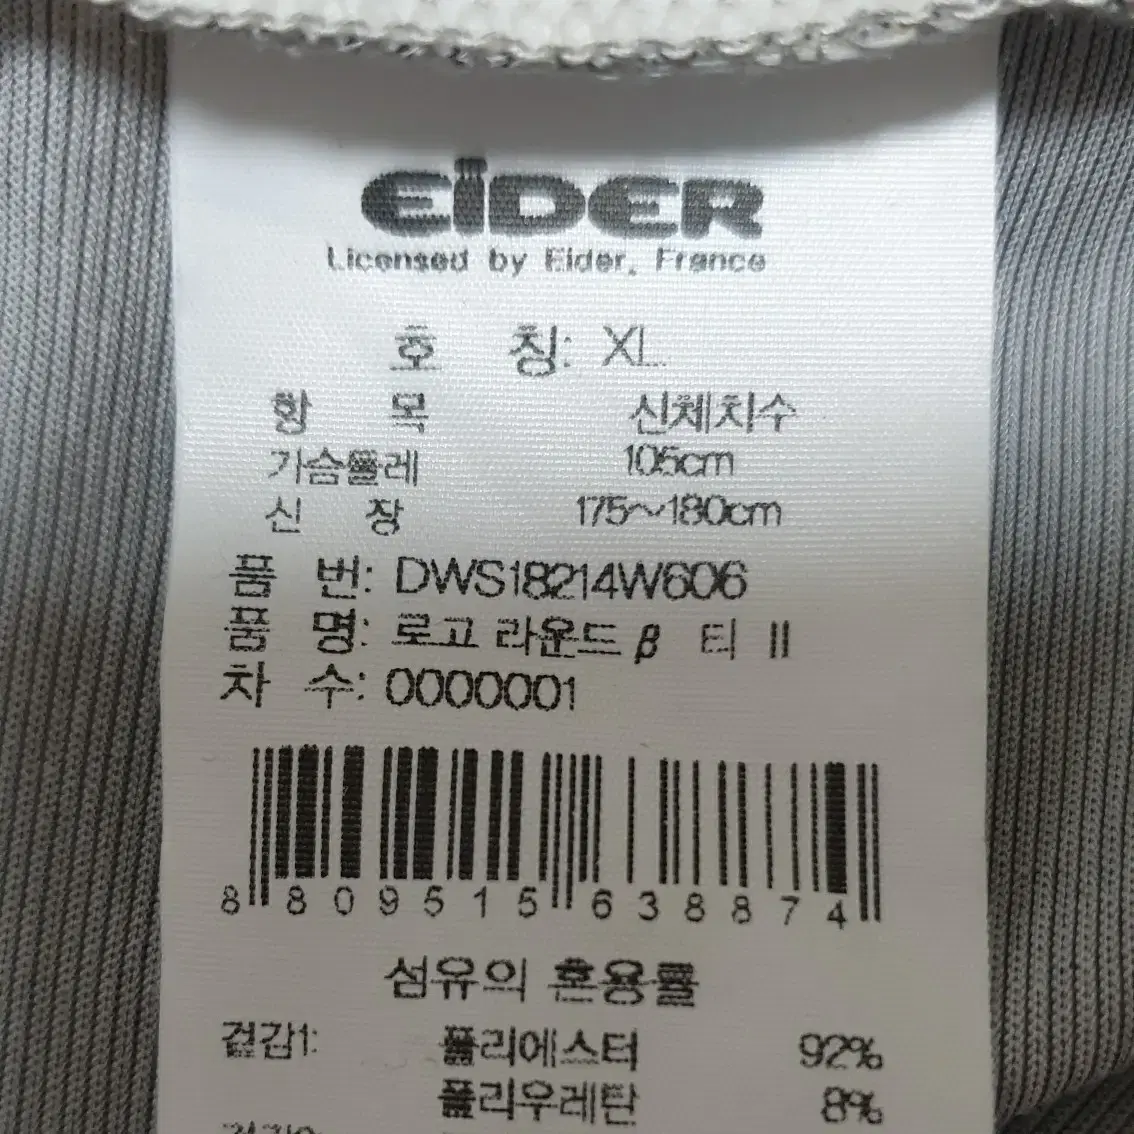 EIDER
Licensed by Eider, France
호 칭: XL
항 목 신체치수
가슴둘레 105cm
신 장 175~180cm
품 번: DWS18214W606
품 명: 로고 라운드 β 티 II
차 수: 0000001
8 809515 638874
섬유의 혼용률
겉감1: 폴리에스터 92%
폴리우레탄 8%